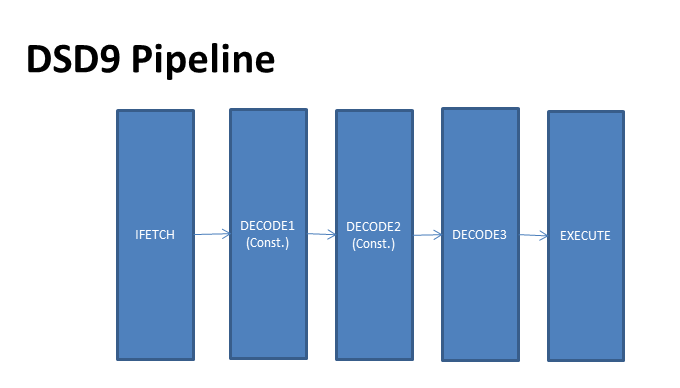 DSD9 Pipeline
IFETCH
DECODE1
(Const.)
DECODE2
(Const.)
DECODE3
EXECUTE